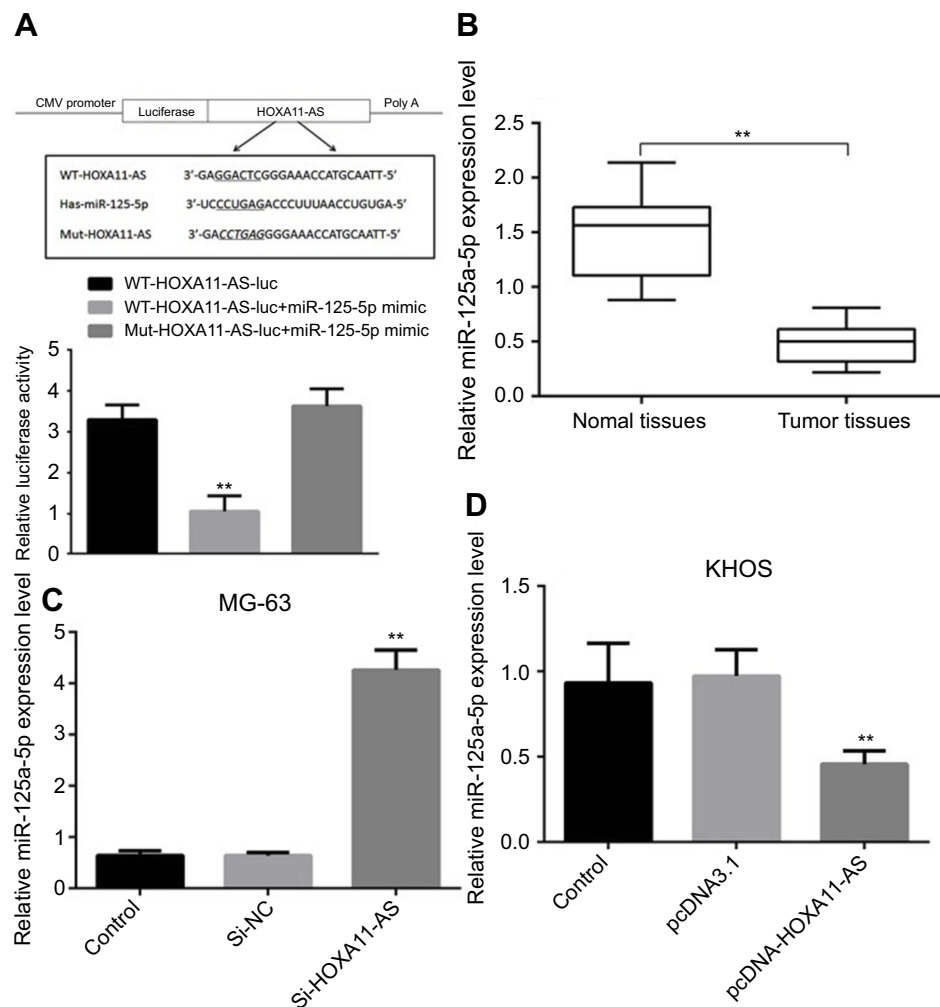 A
CMV promoter
Luciferase
HOXA11-AS
Poly A
WT-HOXA11-AS 3'-GAGGACTCGGGAAACCATGCAATT-5'
Has-miR-125-5p 3'-UCCCUGAGACCCUUUAACCUGUGA-5'
Mut-HOXA11-AS 3'-GACCTGAGGGGAAACCATGCAATT-5'
WT-HOXA11-AS-luc
WT-HOXA11-AS-luc+miR-125-5p mimic
Mut-HOXA11-AS-luc+miR-125-5p mimic
Relative luciferase activity
5
4
3
2
1
0
**
B
Relative miR-125a-5p expression level
2.5
2.0
1.5
1.0
0.5
0.0
**
Nomal tissues
Tumor tissues
C
MG-63
Relative miR-125a-5p expression level
5
4
3
2
1
0
**
Control
Si-NC
Si-HOXA11-AS
D
KHOS
Relative miR-125a-5p expression level
1.5
1.0
0.5
0.0
**
Control
pcDNA3.1
pcDNA-HOXA11-AS